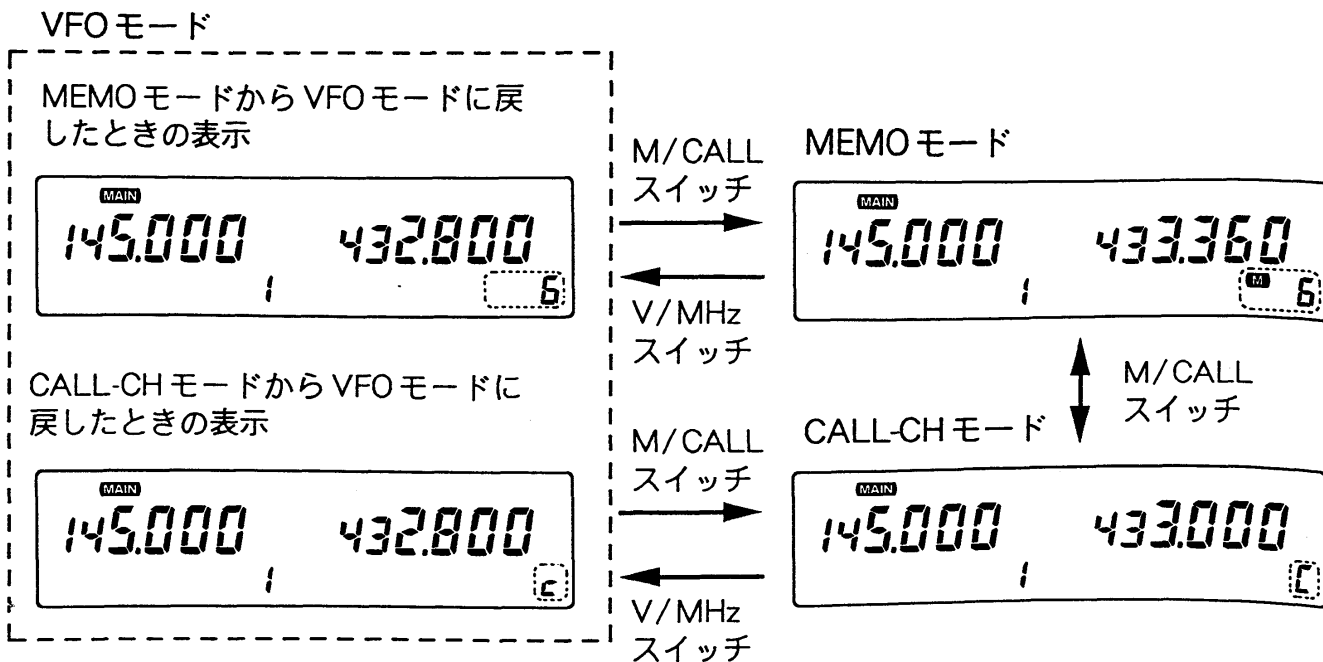 VFOモード
MEMOモードからVFOモードに戻
したときの表示
MAIN
145.000 432.800
1 6
M/CALL
スイッチ
V/MHz
スイッチ
MEMOモード
MAIN
145.000 433.360
1 M 6
M/CALL
スイッチ
CALL-CHモードからVFOモードに
戻したときの表示
MAIN
145.000 432.800
1 c
M/CALL
スイッチ
V/MHz
スイッチ
CALL-CHモード
MAIN
145.000 433.000
1 C